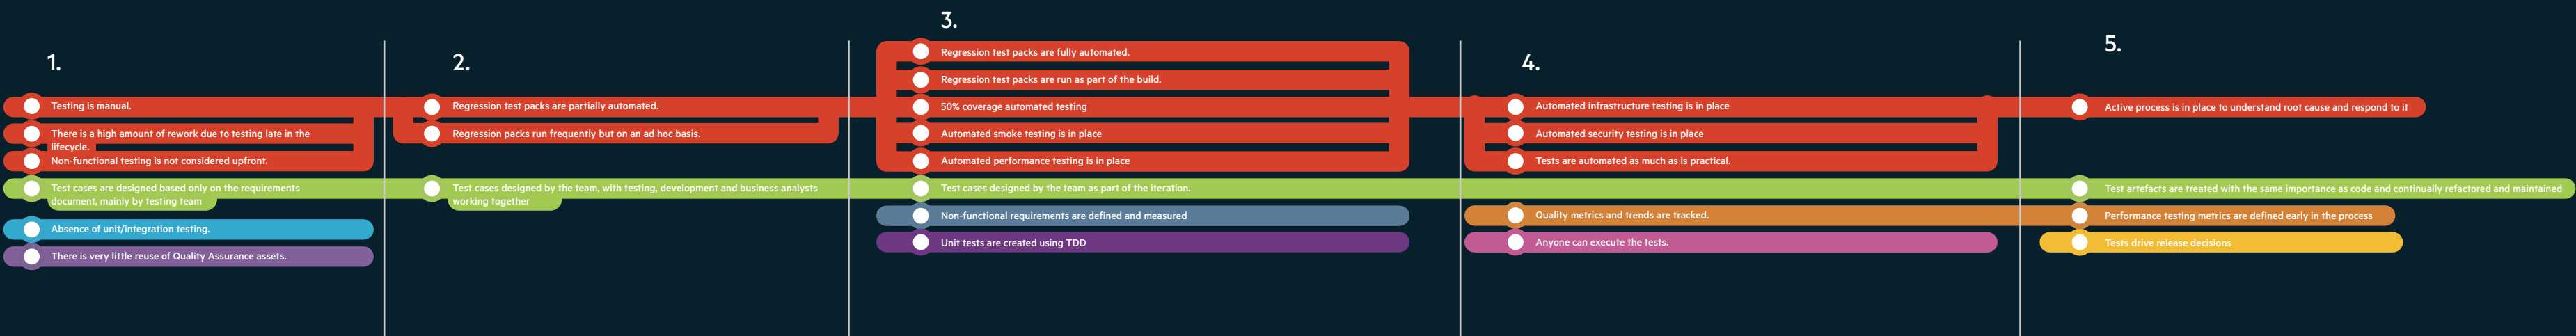 1.
Testing is manual.
There is a high amount of rework due to testing late in the
lifecycle.
Non-functional testing is not considered upfront.
Test cases are designed based only on the requirements
document, mainly by testing team
Absence of unit/integration testing.
There is very little reuse of Quality Assurance assets.
2.
Regression test packs are partially automated.
Regression packs run frequently but on an ad hoc basis.
Test cases designed by the team, with testing, development and business analysts
working together
3.
Regression test packs are fully automated.
Regression test packs are run as part of the build.
50% coverage automated testing
Automated smoke testing is in place
Automated performance testing is in place
Test cases designed by the team as part of the iteration.
Non-functional requirements are defined and measured
Unit tests are created using TDD
4.
Automated infrastructure testing is in place
Automated security testing is in place
Tests are automated as much as is practical.
Quality metrics and trends are tracked.
Anyone can execute the tests.
5.
Active process is in place to understand root cause and respond to it
Test artefacts are treated with the same importance as code and continually refactored and maintained
Performance testing metrics are defined early in the process
Tests drive release decisions